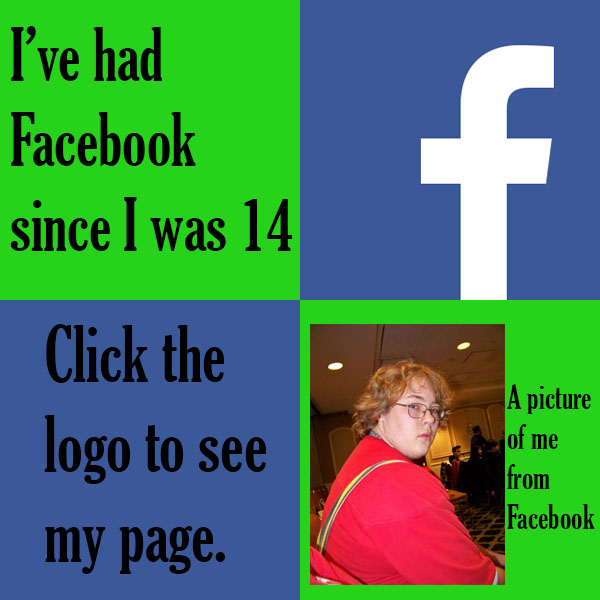 I've had
Facebook
since I was 14
f
Click the
logo to see
my page.
A picture
of me
from
Facebook